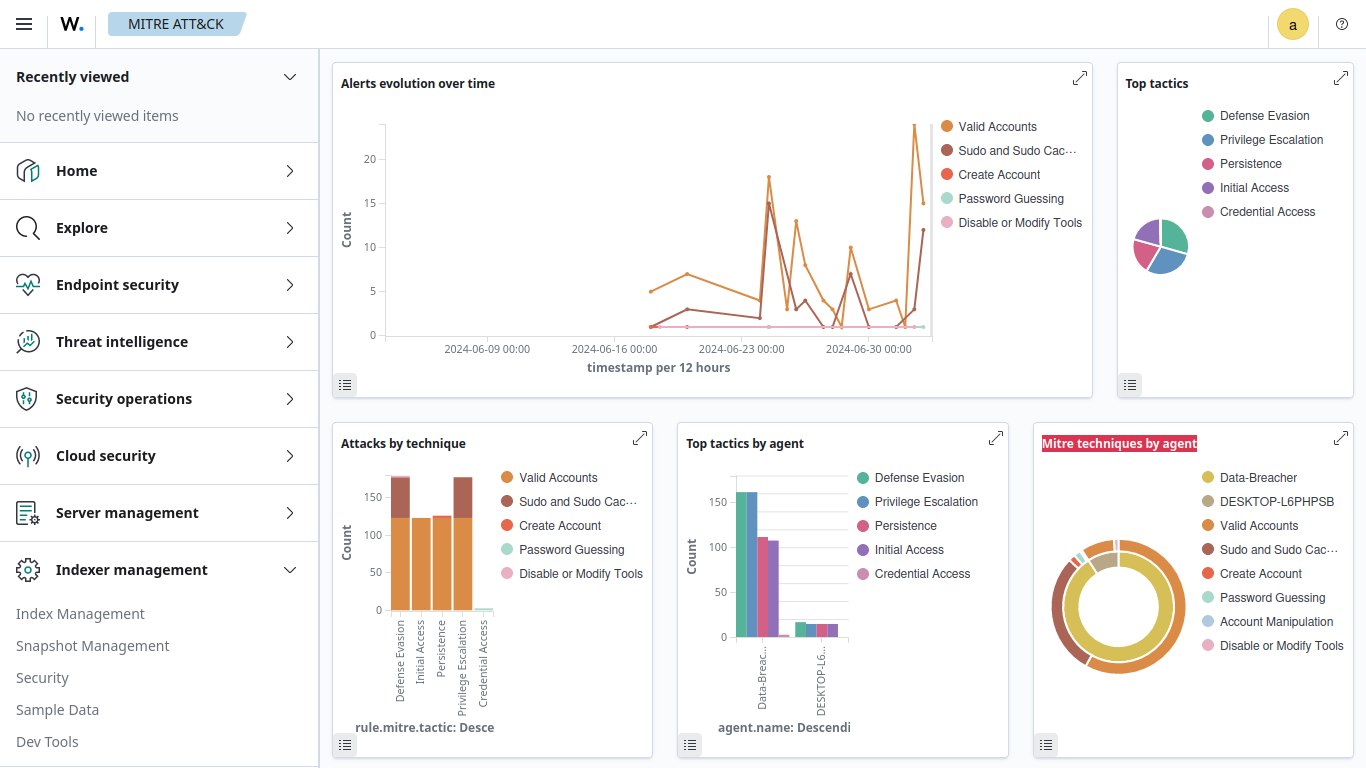 W.
MITRE ATT&CK
a
Recently viewed
No recently viewed items
Home
Explore
Endpoint security
Threat intelligence
Security operations
Cloud security
Server management
Indexer management
Index Management
Snapshot Management
Security
Sample Data
Dev Tools
Alerts evolution over time
Count
20
15
10
5
0
2024-06-09 00:00
2024-06-16 00:00
2024-06-23 00:00
2024-06-30 00:00
timestamp per 12 hours
Valid Accounts
Sudo and Sudo Cac···
Create Account
Password Guessing
Disable or Modify Tools
Top tactics
Defense Evasion
Privilege Escalation
Persistence
Initial Access
Credential Access
Attacks by technique
Count
150
100
50
0
Defense Evasion
Initial Access
Persistence
Privilege Escalation
Credential Access
rule.mitre.tactic: Desce
Valid Accounts
Sudo and Sudo Cac···
Create Account
Password Guessing
Disable or Modify Tools
Top tactics by agent
Count
150
100
50
0
Data-Breac...
DESKTOP-L6...
agent.name: Descendi
Defense Evasion
Privilege Escalation
Persistence
Initial Access
Credential Access
Mitre techniques by agent
Data-Breacher
DESKTOP-L6PHPSB
Valid Accounts
Sudo and Sudo Cac···
Create Account
Password Guessing
Account Manipulation
Disable or Modify Tools